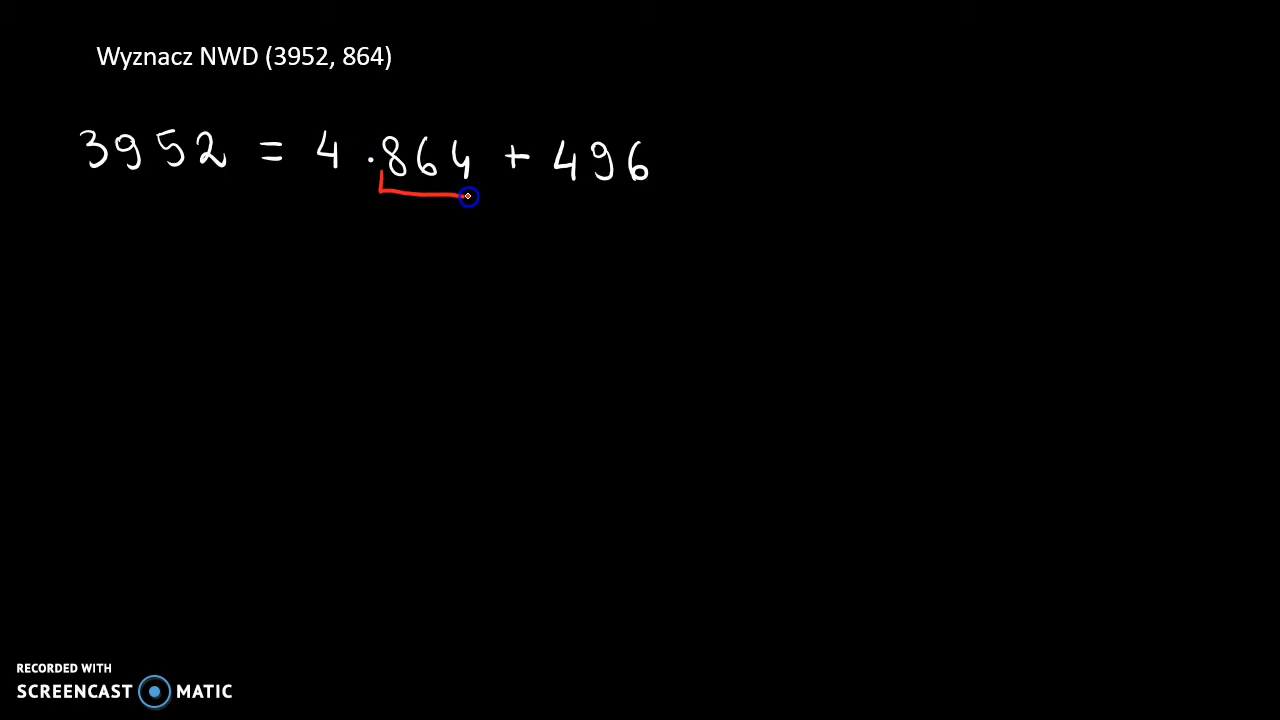 Wyznacz NWD (3952, 864)
3952 = 4 · 864 + 496
RECORDED WITH
SCREENCAST MATIC